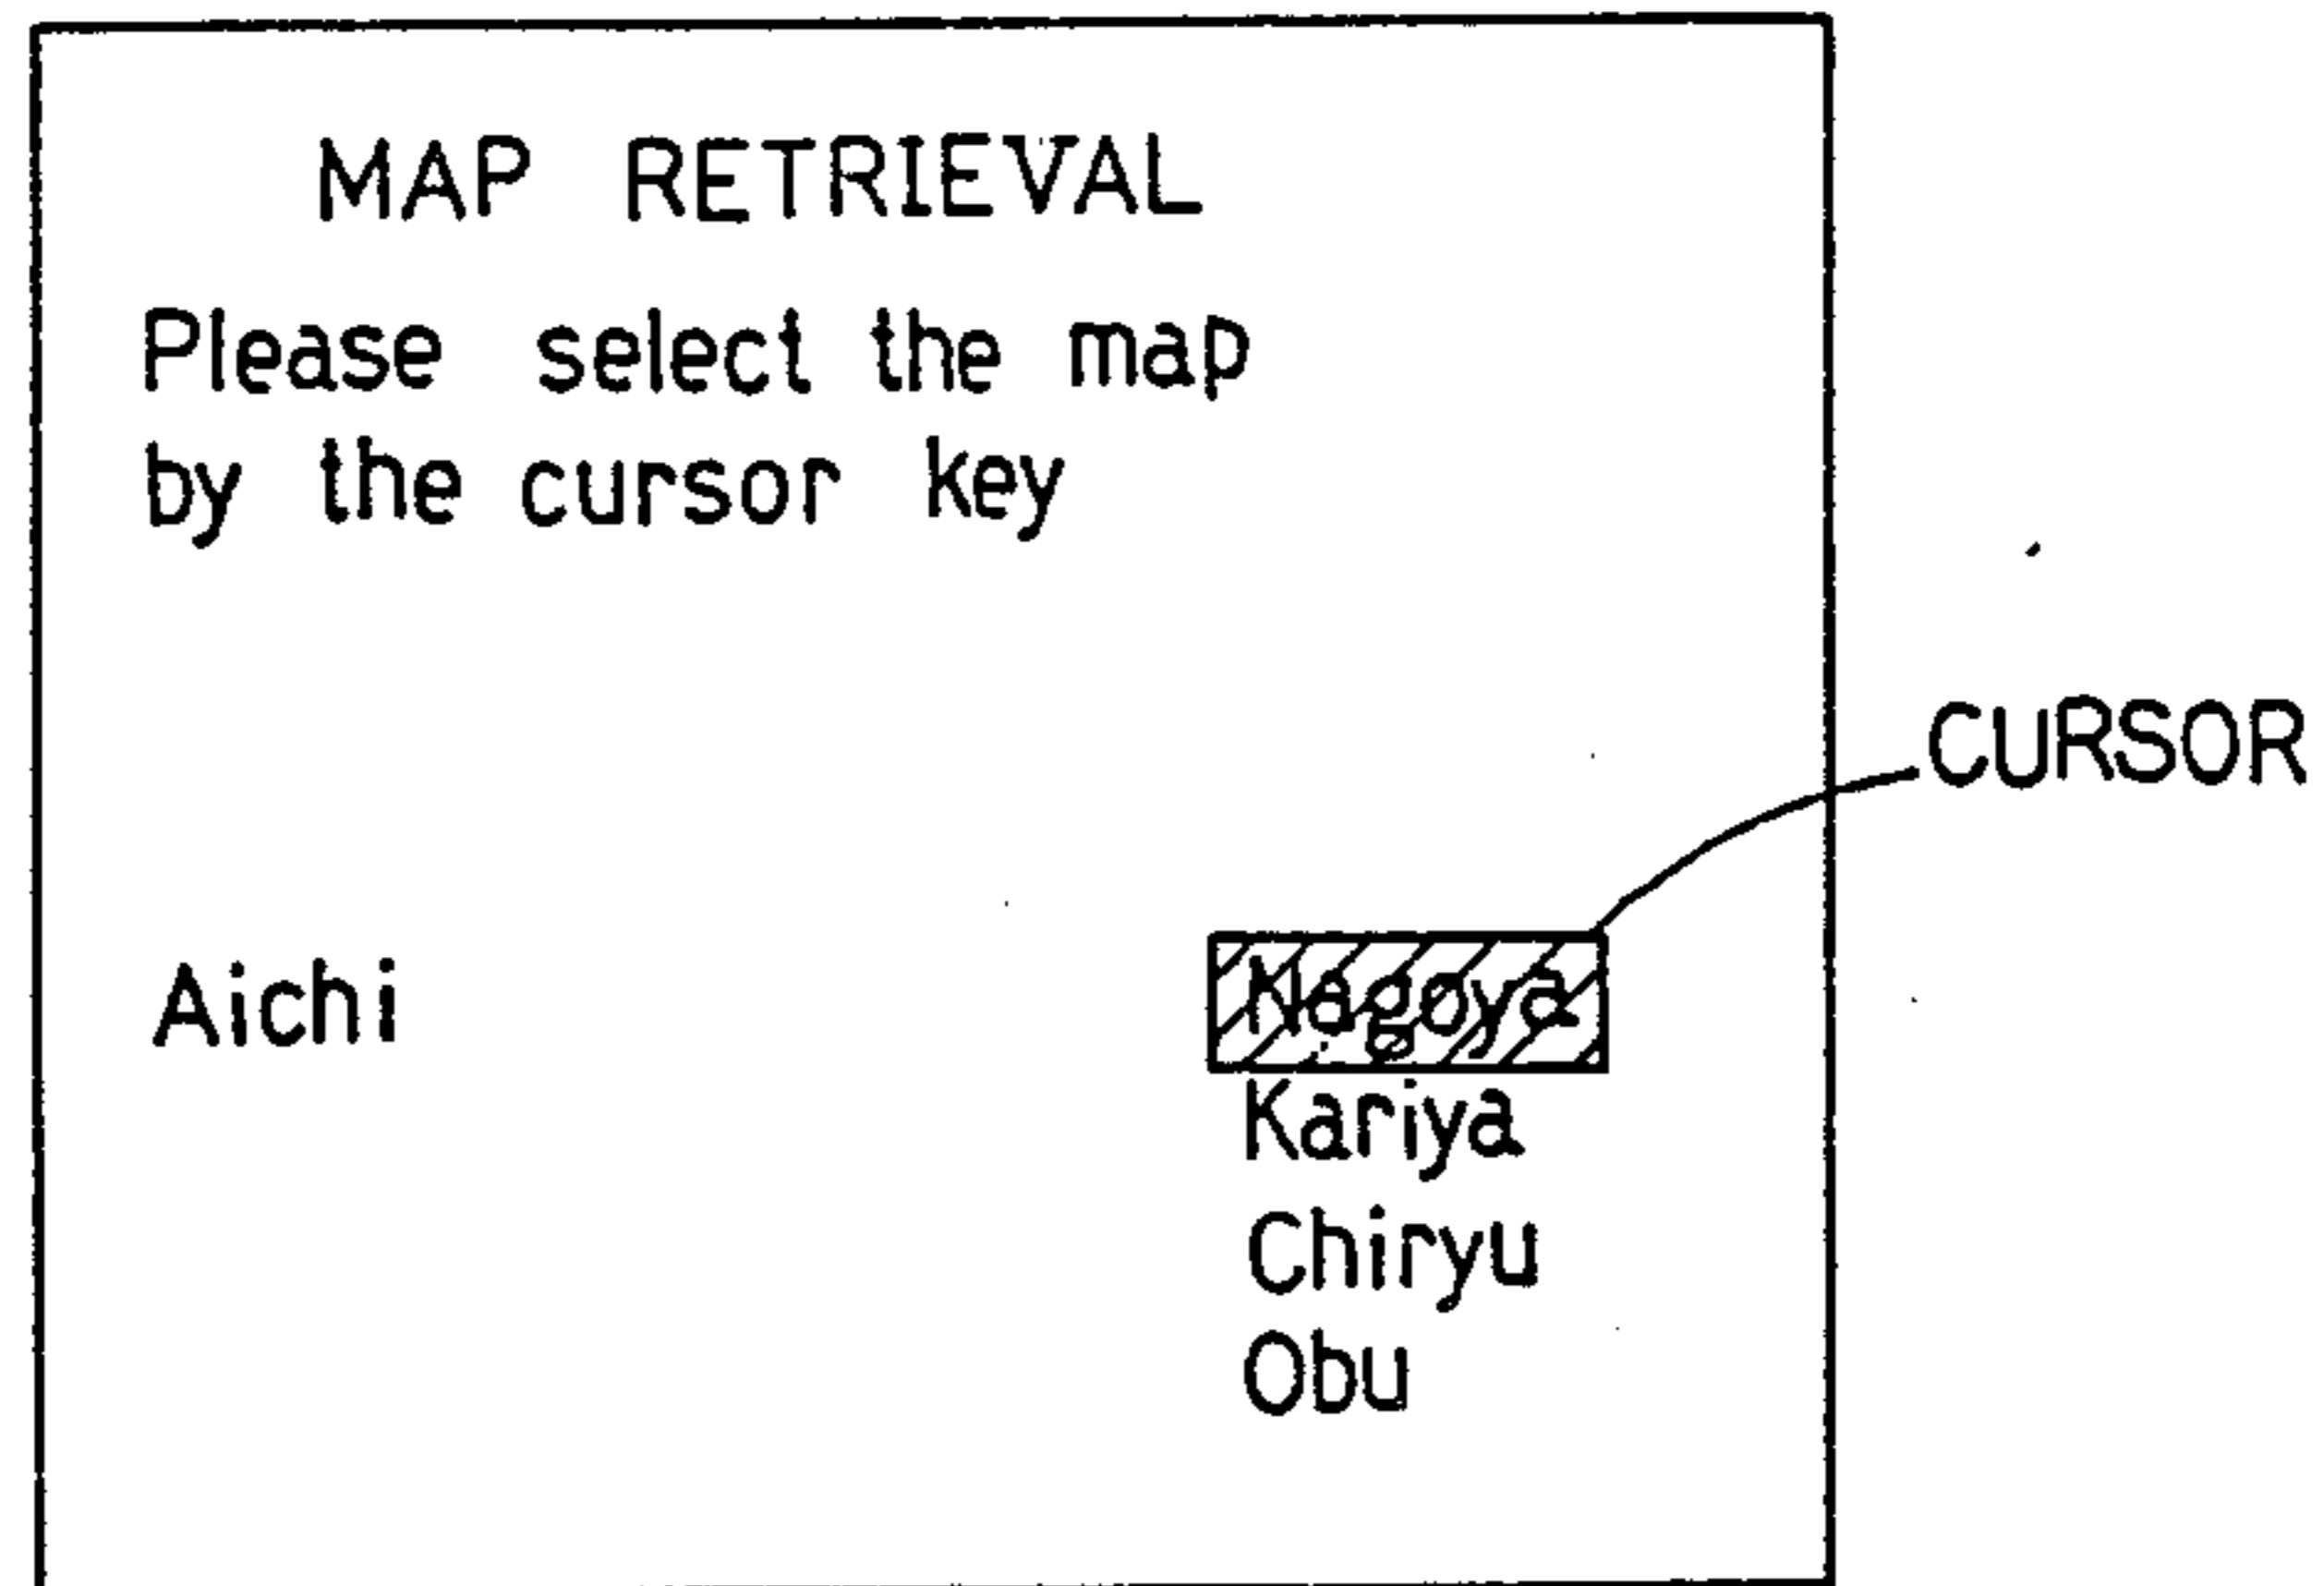 MAP RETRIEVAL
Please select the map
by the cursor key
CURSOR
Aichi Nagoya
Kariya
Chiryu
Obu